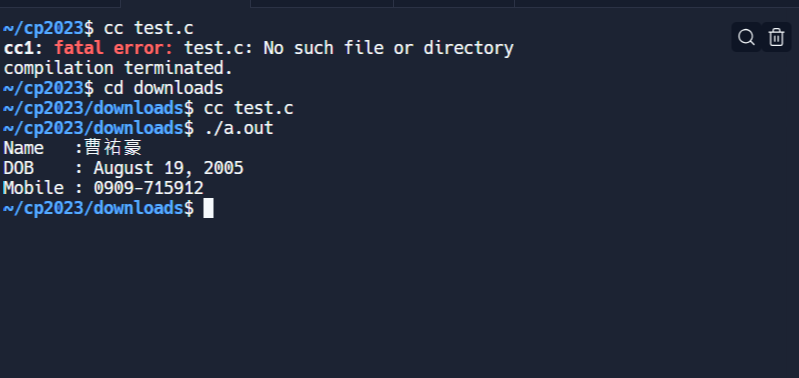 ~/cp2023$ cc test.c
cc1: fatal error: test.c: No such file or directory
compilation terminated.
~/cp2023$ cd downloads
~/cp2023/downloads$ cc test.c
~/cp2023/downloads$ ./a.out
Name   :曹祐豪
DOB    : August 19, 2005
Mobile : 0909-715912
~/cp2023/downloads$